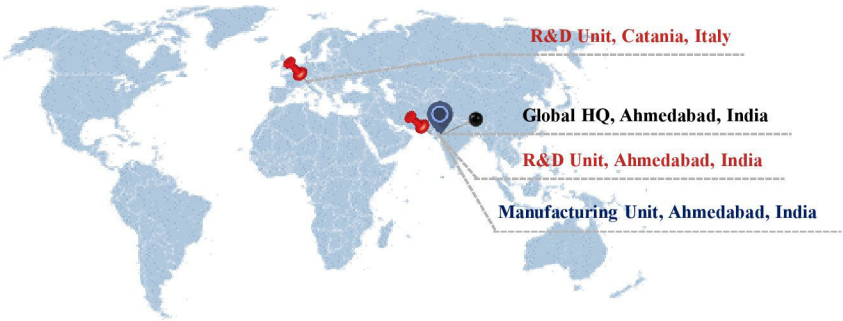 R&D Unit, Catania, Italy
Global HQ, Ahmedabad, India
R&D Unit, Ahmedabad, India
Manufacturing Unit, Ahmedabad, India